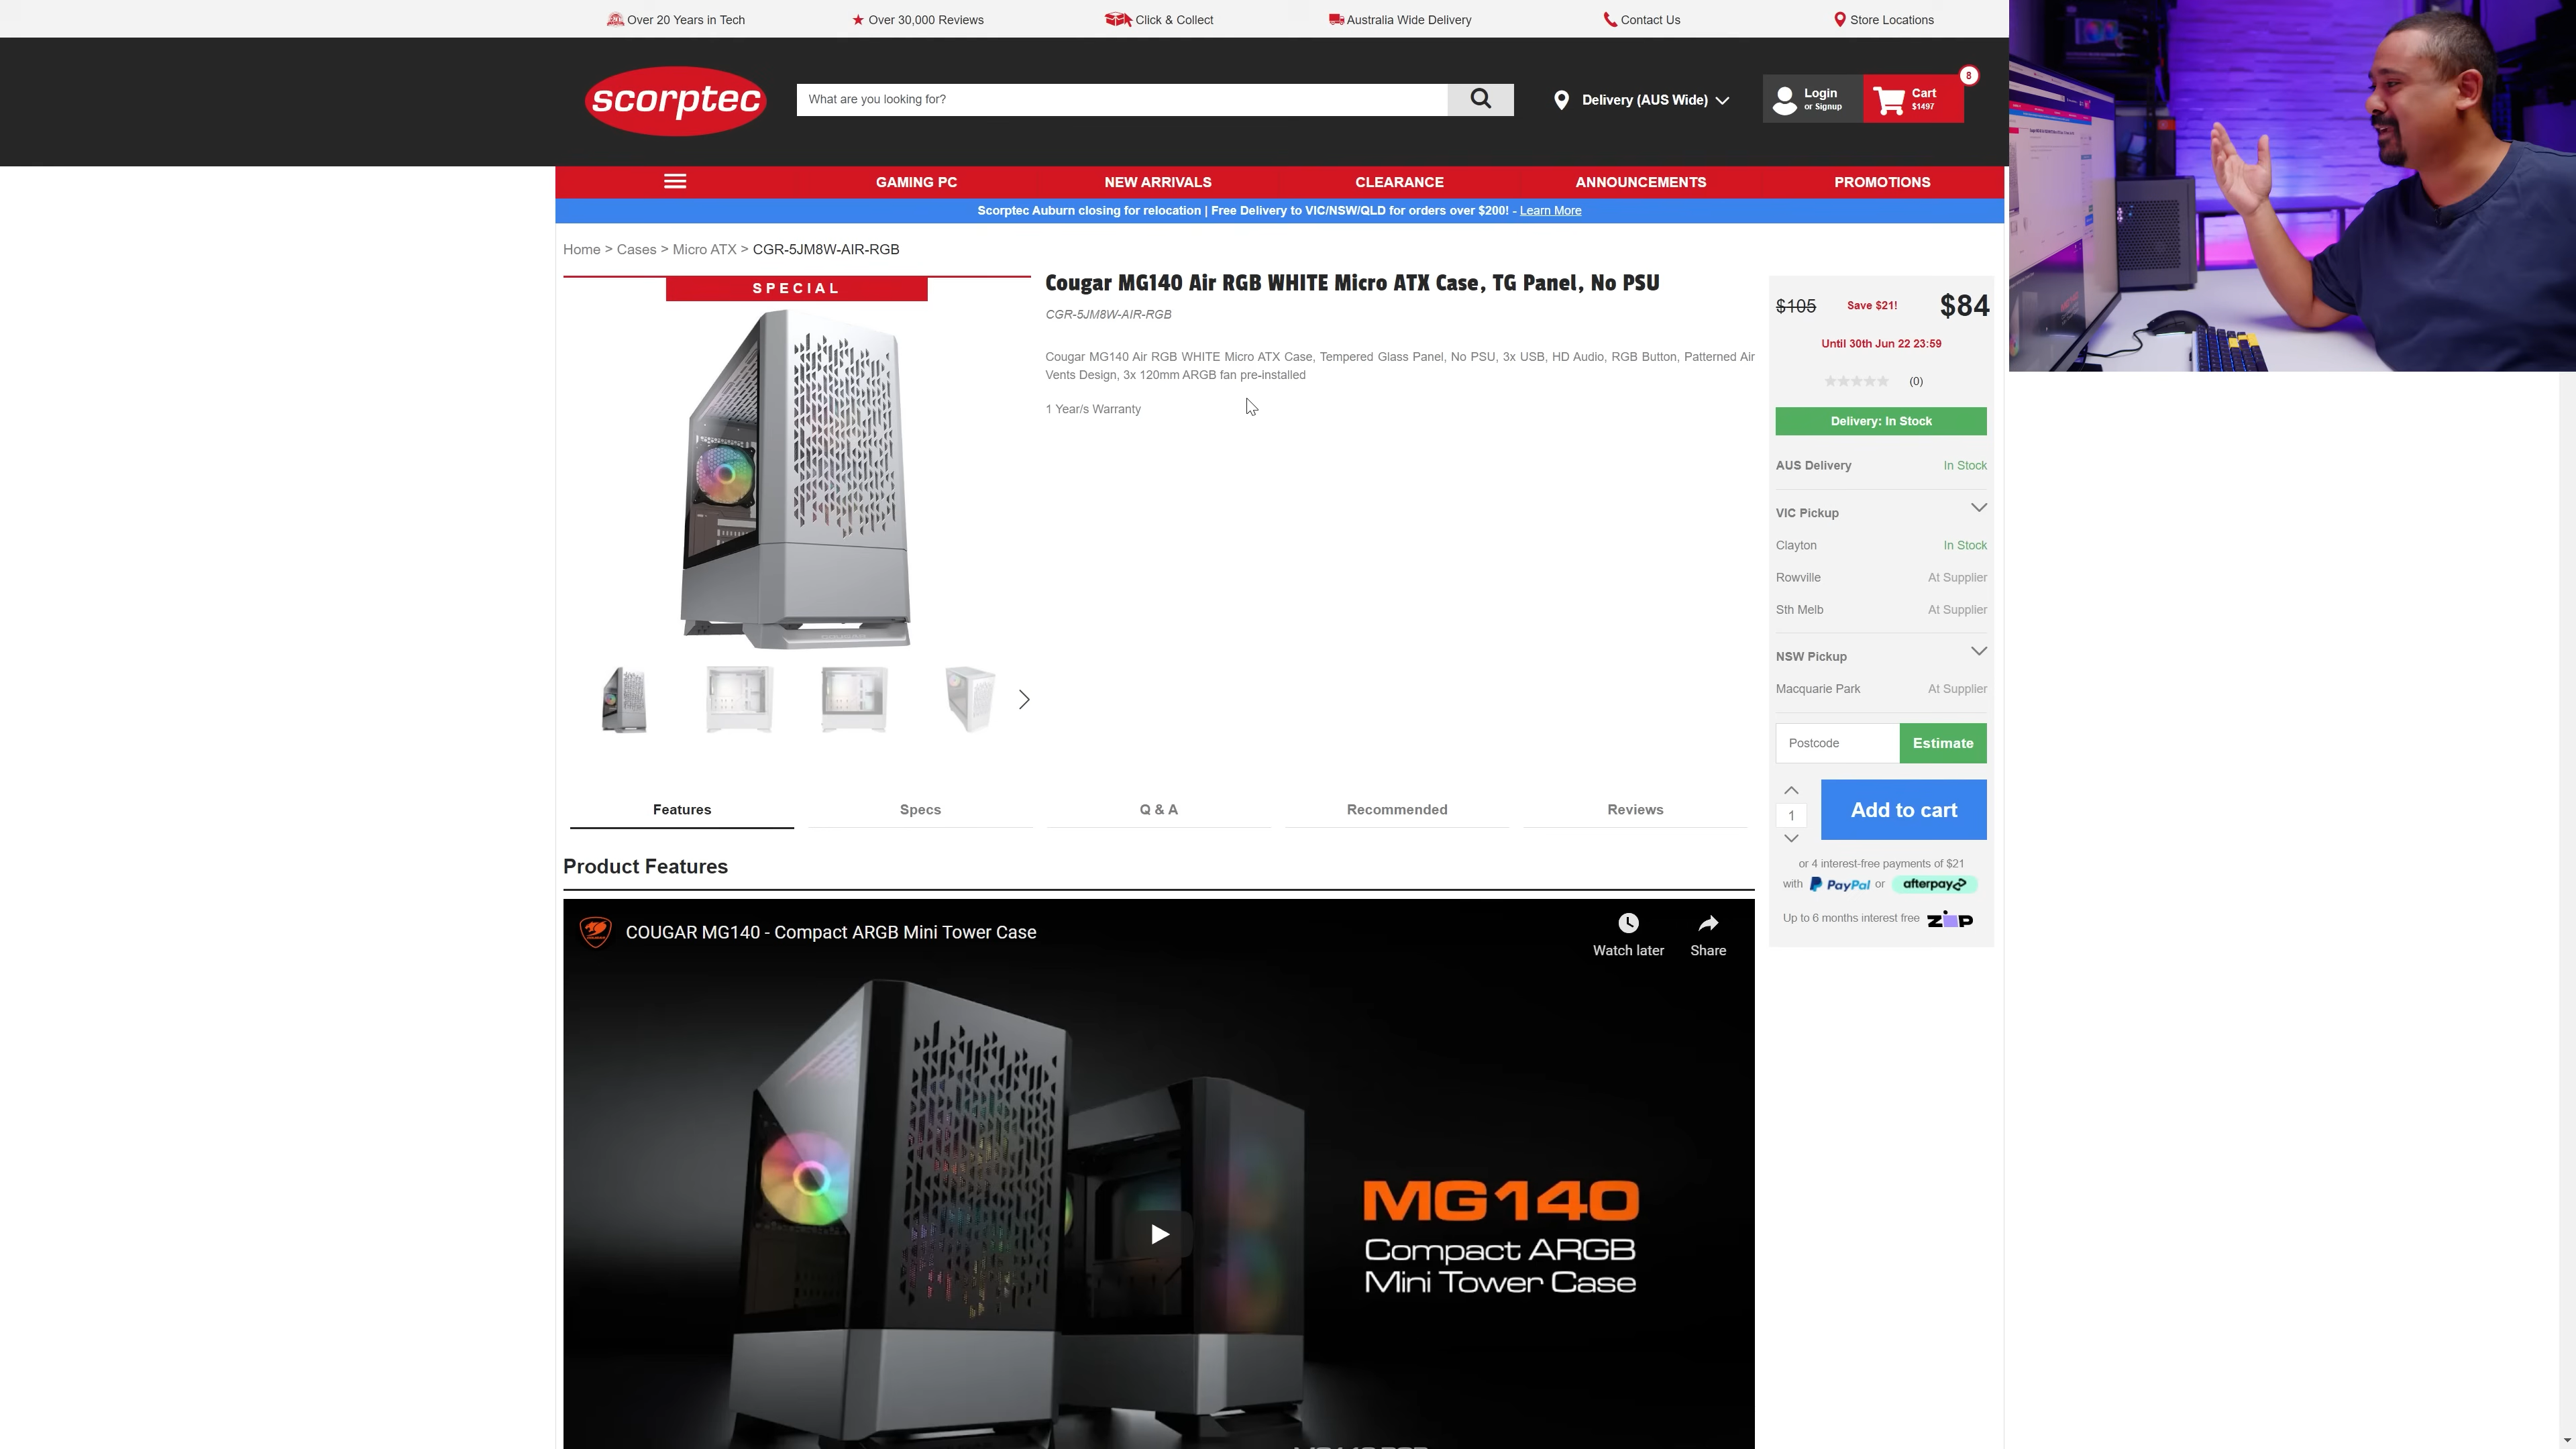 Over 20 Years in Tech
Over 30,000 Reviews
Click & Collect
Australia Wide Delivery
Contact Us
Store Locations
scorptec
What are you looking for?
Delivery (AUS Wide)
Login
or Signup
Cart
$1497
8
GAMING PC
NEW ARRIVALS
CLEARANCE
ANNOUNCEMENTS
PROMOTIONS
Scorptec Auburn closing for relocation | Free Delivery to VIC/NSW/QLD for orders over $200! - Learn More
Home > Cases > Micro ATX > CGR-5JM8W-AIR-RGB
SPECIAL
Cougar MG140 Air RGB WHITE Micro ATX Case, TG Panel, No PSU
CGR-5JM8W-AIR-RGB
Cougar MG140 Air RGB WHITE Micro ATX Case, Tempered Glass Panel, No PSU, 3x USB, HD Audio, RGB Button, Patterned Air
Vents Design, 3x 120mm ARGB fan pre-installed
1 Year/s Warranty
$105
Save $21!
$84
Until 30th Jun 22 23:59
(0)
Delivery: In Stock
AUS Delivery
In Stock
VIC Pickup
Clayton
In Stock
Rowville
At Supplier
Sth Melb
At Supplier
NSW Pickup
Macquarie Park
At Supplier
Postcode
Estimate
1
Add to cart
or 4 interest-free payments of $21
with PayPal or afterpay
Up to 6 months interest free zip
Features
Specs
Q & A
Recommended
Reviews
Product Features
COUGAR MG140 - Compact ARGB Mini Tower Case
Watch later
Share
MG140
Compact ARGB
Mini Tower Case